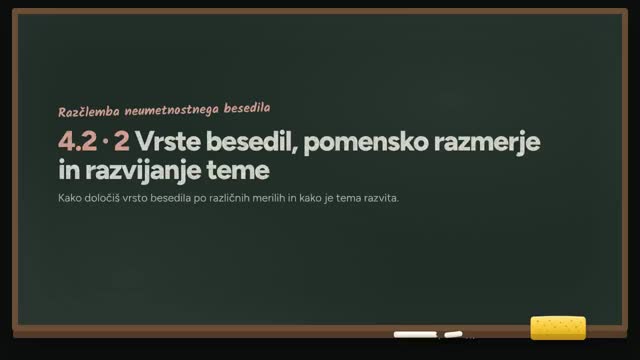 Razčlemba neumetnostnega besedila
4.2 · 2 Vrste besedil, pomensko razmerje
in razvijanje teme
Kako določiš vrsto besedila po različnih merilih in kako je tema razvita.